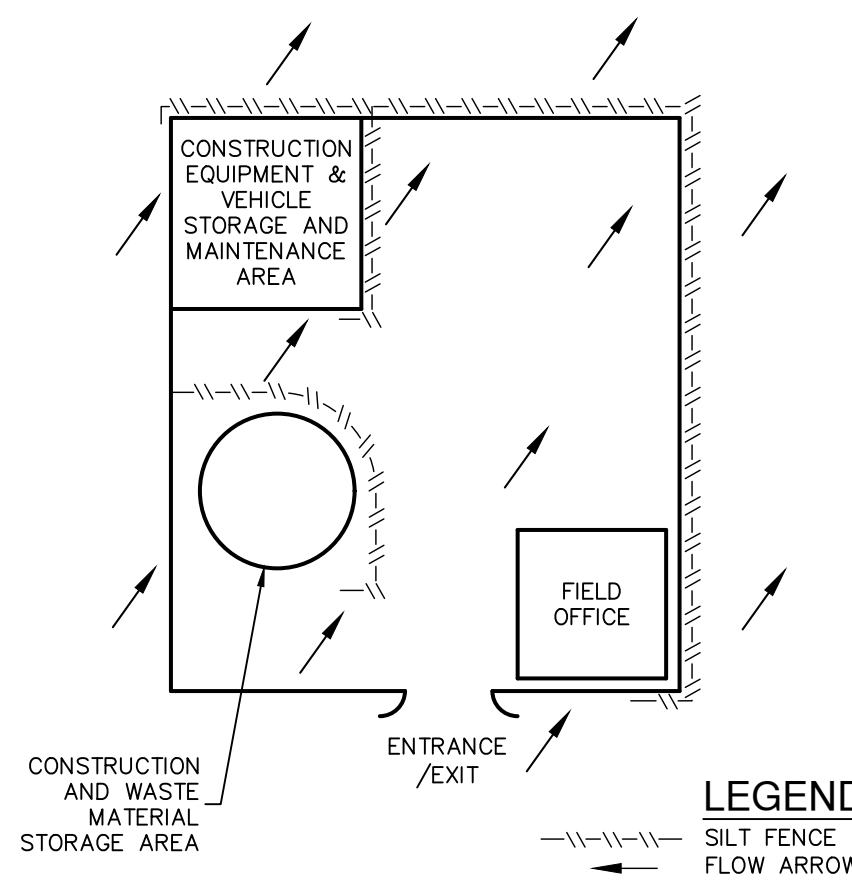 CONSTRUCTION
EQUIPMENT &
VEHICLE
STORAGE AND
MAINTENANCE
AREA
FIELD
OFFICE
ENTRANCE
/EXIT
CONSTRUCTION
AND WASTE
MATERIAL
STORAGE AREA
LEGEND
SILT FENCE
FLOW ARROW